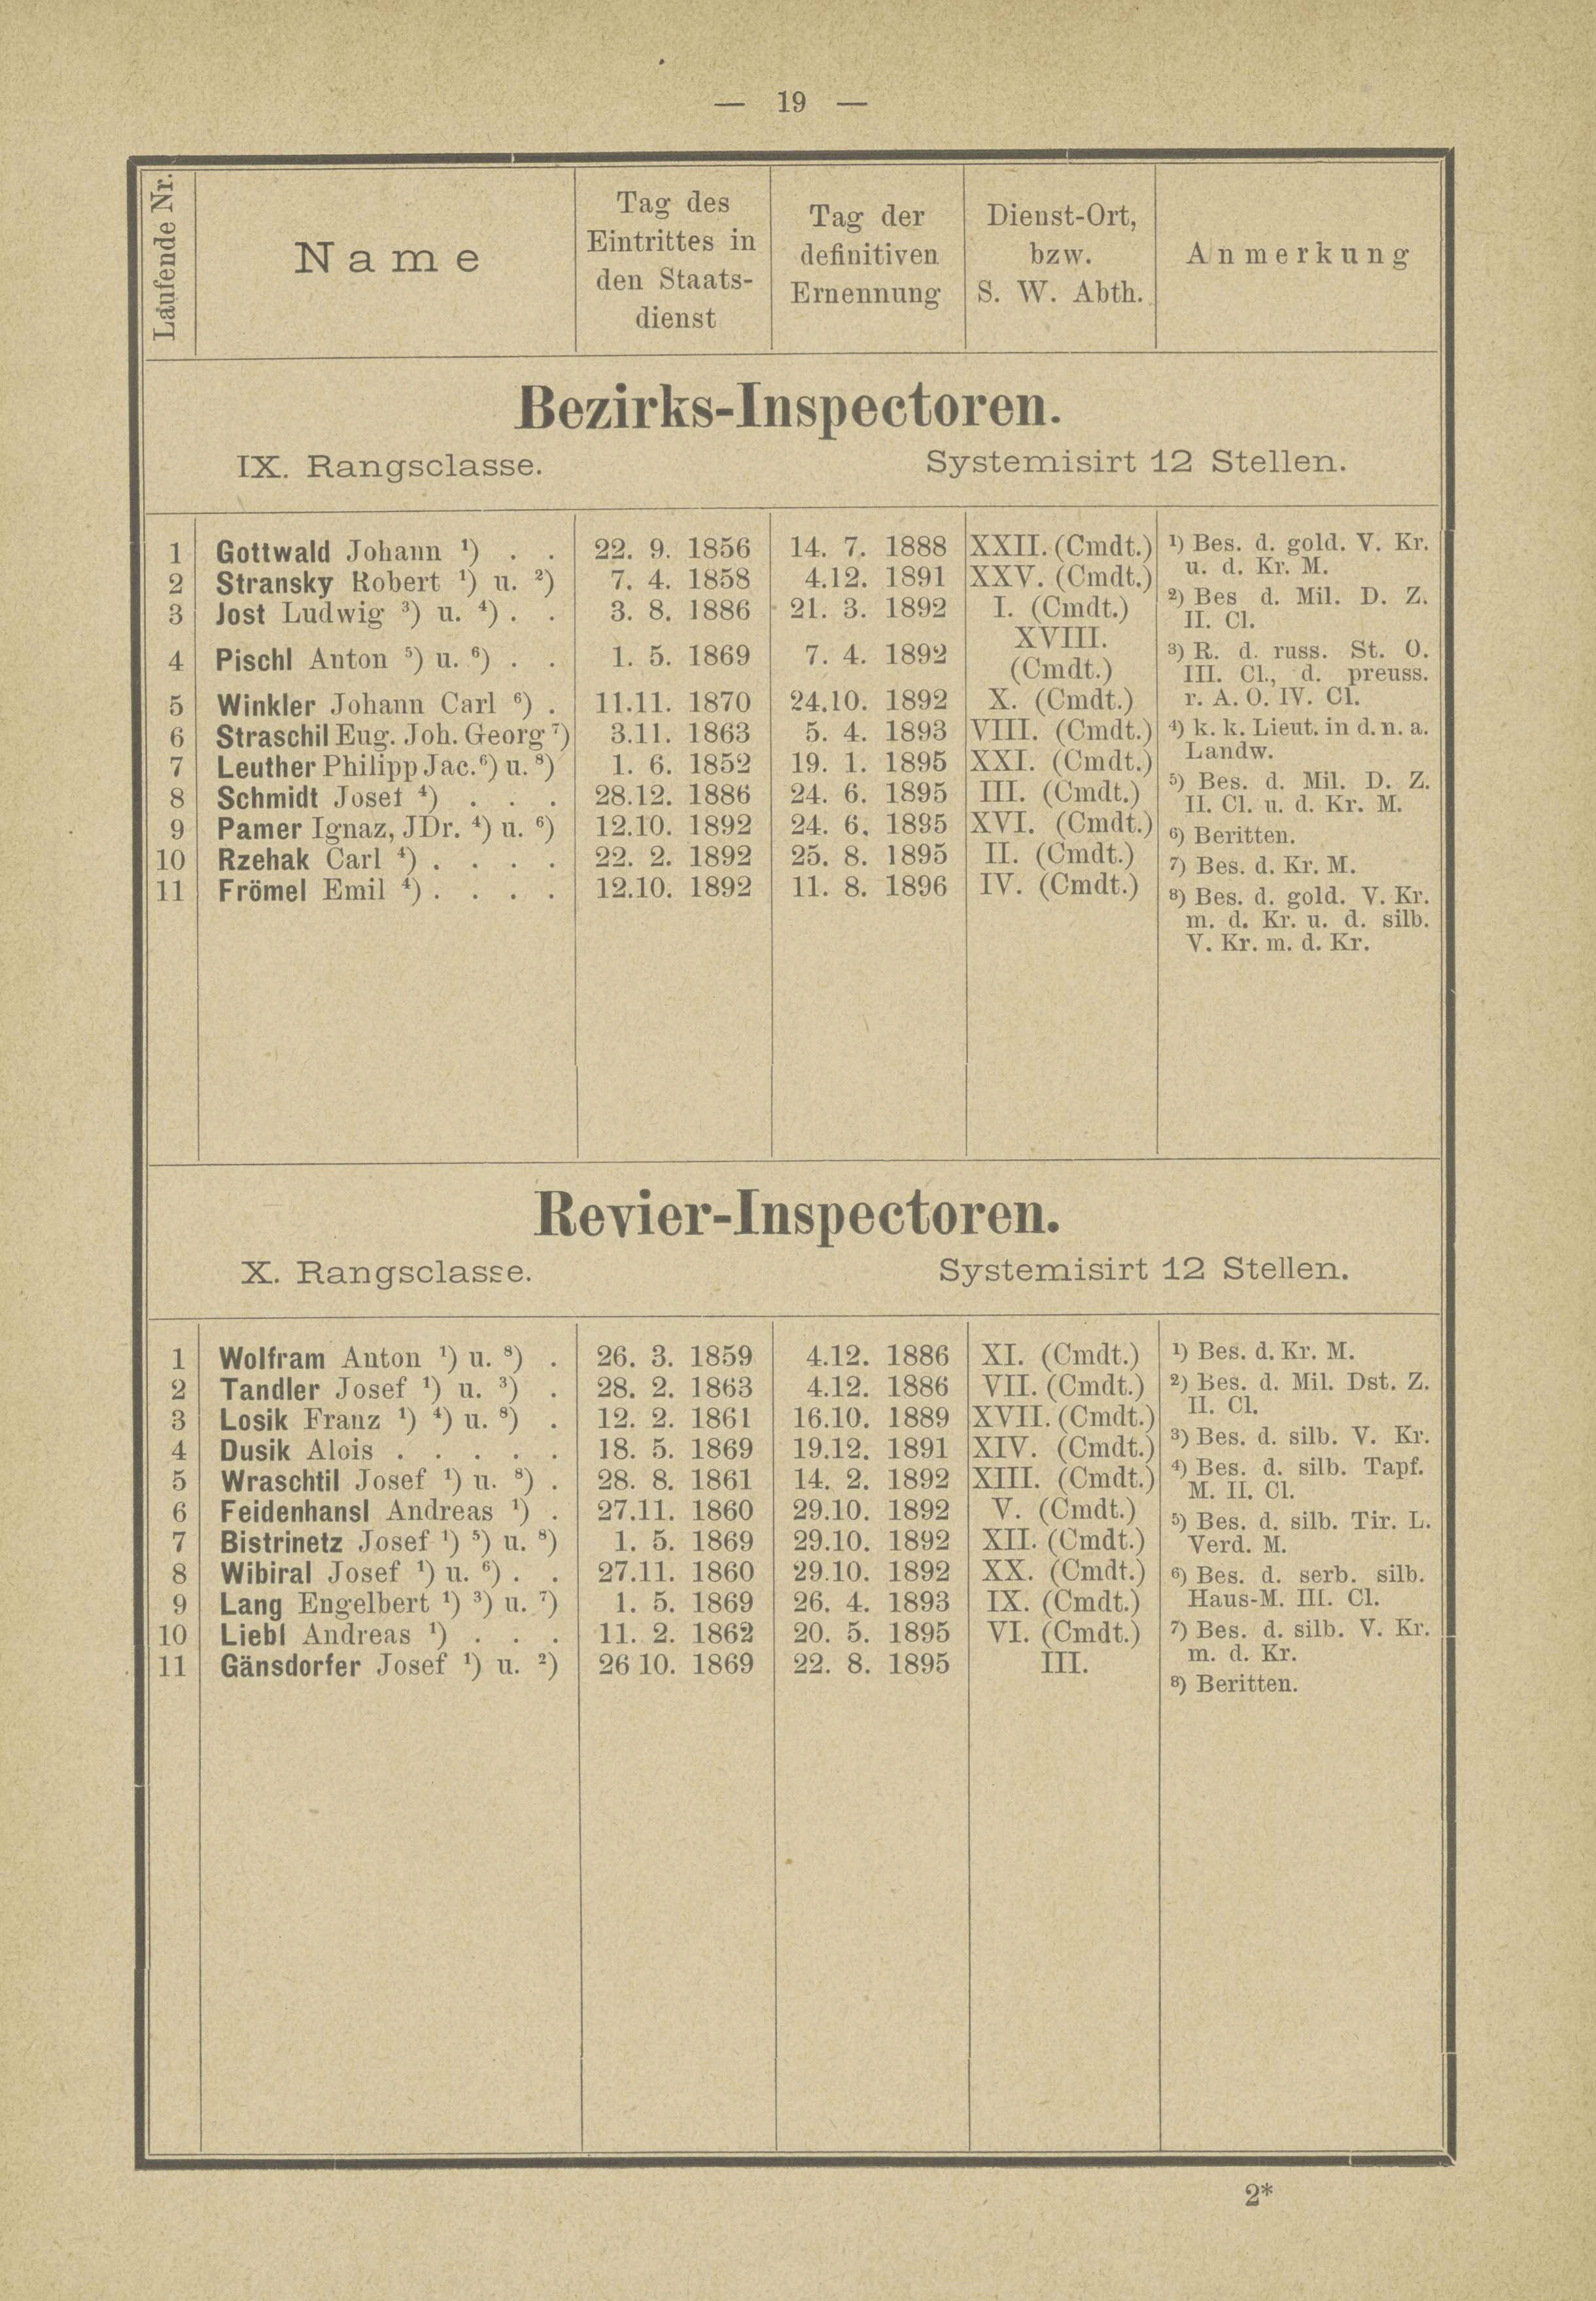 — 19 —
Laufende Nr.
Name
Tag des
Eintrittes in
den Staats-
dienst
Tag der
definitiven
Ernennung
Dienst-Ort,
bzw.
S. W. Abth.
Anmerkung
Bezirks-Inspectoren.
IX. Rangsclasse. Systemisirt 12 Stellen.
1 Gottwald Johann ¹) . . 22. 9. 1856 14. 7. 1888 XXII. (Cmdt.)
2 Stransky Robert ¹) u. ²) 7. 4. 1858 4.12. 1891 XXV. (Cmdt.)
3 Jost Ludwig ³) u. ⁴) . . 3. 8. 1886 21. 3. 1892 I. (Cmdt.)
4 Pischl Anton ⁵) u. ⁶) . . 1. 5. 1869 7. 4. 1892 XVIII.
(Cmdt.)
5 Winkler Johann Carl ⁶) . 11.11. 1870 24.10. 1892 X. (Cmdt.)
6 Straschil Eug. Joh. Georg ⁷) 3.11. 1863 5. 4. 1893 VIII. (Cmdt.)
7 Leuther Philipp Jac. ⁶) u. ⁸) 1. 6. 1852 19. 1. 1895 XXI. (Cmdt.)
8 Schmidt Josef ⁴) . . . 28.12. 1886 24. 6. 1895 III. (Cmdt.)
9 Pamer Ignaz, JDr. ⁴) u. ⁶) 12.10. 1892 24. 6. 1895 XVI. (Cmdt.)
10 Rzehak Carl ⁴) . . . . 22. 2. 1892 25. 8. 1895 II. (Cmdt.)
11 Frömel Emil ⁴) . . . . 12.10. 1892 11. 8. 1896 IV. (Cmdt.)
¹) Bes. d. gold. V. Kr.
u. d. Kr. M.
²) Bes d. Mil. D. Z.
II. Cl.
³) R. d. russ. St. O.
III. Cl., d. preuss.
r. A. O. IV. Cl.
⁴) k. k. Lieut. in d. n. a.
Landw.
⁵) Bes. d. Mil. D. Z.
II. Cl. u. d. Kr. M.
⁶) Beritten.
⁷) Bes. d. Kr. M.
⁸) Bes. d. gold. V. Kr.
m. d. Kr. u. d. silb.
V. Kr. m. d. Kr.
Revier-Inspectoren.
X. Rangsclasse. Systemisirt 12 Stellen.
1 Wolfram Anton ¹) u. ⁸) . 26. 3. 1859 4.12. 1886 XI. (Cmdt.)
2 Tandler Josef ¹) u. ³) . 28. 2. 1863 4.12. 1886 VII. (Cmdt.)
3 Losik Franz ¹) ⁴) u. ⁸) . 12. 2. 1861 16.10. 1889 XVII. (Cmdt.)
4 Dusik Alois . . . . . 18. 5. 1869 19.12. 1891 XIV. (Cmdt.)
5 Wraschtil Josef ¹) u. ⁸) . 28. 8. 1861 14. 2. 1892 XIII. (Cmdt.)
6 Feidenhansl Andreas ¹) . 27.11. 1860 29.10. 1892 V. (Cmdt.)
7 Bistrinetz Josef ¹) ⁵) u. ⁸) 1. 5. 1869 29.10. 1892 XII. (Cmdt.)
8 Wibiral Josef ¹) u. ⁶) . . 27.11. 1860 29.10. 1892 XX. (Cmdt.)
9 Lang Engelbert ¹) ³) u. ⁷) 1. 5. 1869 26. 4. 1893 IX. (Cmdt.)
10 Liebl Andreas ¹) . . . 11. 2. 1862 20. 5. 1895 VI. (Cmdt.)
11 Gänsdorfer Josef ¹) u. ²) 26 10. 1869 22. 8. 1895 III.
¹) Bes. d. Kr. M.
²) Bes. d. Mil. Dst. Z.
II. Cl.
³) Bes. d. silb. V. Kr.
⁴) Bes. d. silb. Tapf.
M. II. Cl.
⁵) Bes. d. silb. Tir. L.
Verd. M.
⁶) Bes. d. serb. silb.
Haus-M. III. Cl.
⁷) Bes. d. silb. V. Kr.
m. d. Kr.
⁸) Beritten.
2*